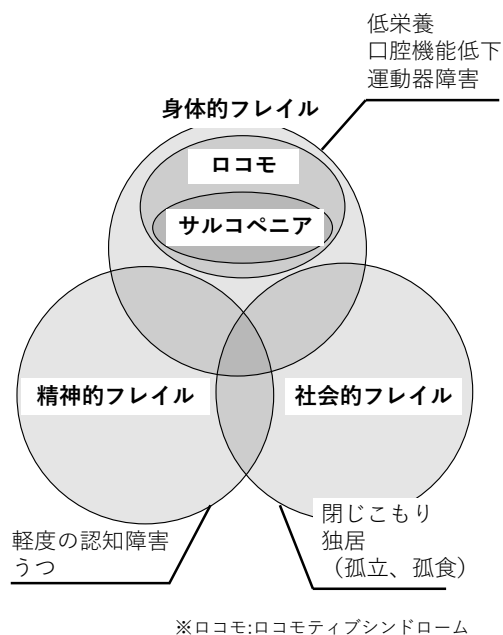 低栄養
口腔機能低下
運動器障害
身体的フレイル
ロコモ
サルコペニア
精神的フレイル
社会的フレイル
軽度の認知障害
うつ
閉じこもり
独居
（孤立、孤食）
※ロコモ:ロコモティブシンドローム